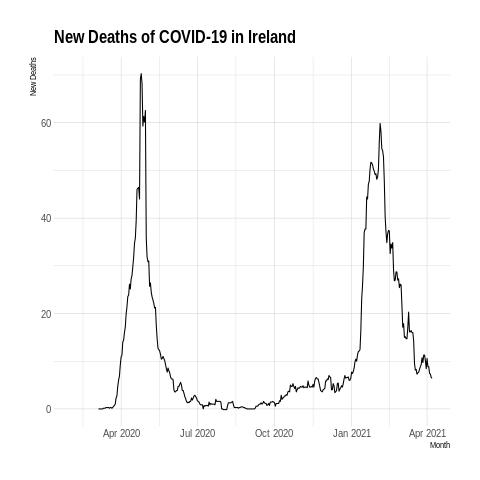 New Deaths of COVID-19 in Ireland
New Deaths
60
40
20
0
Apr 2020 Jul 2020 Oct 2020 Jan 2021 Apr 2021
Month